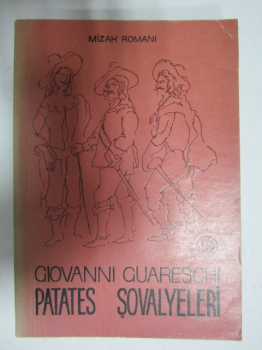 MİZAH ROMANI
GIOVANNI GUARESCHI
PATATES ŞOVALYELERİ